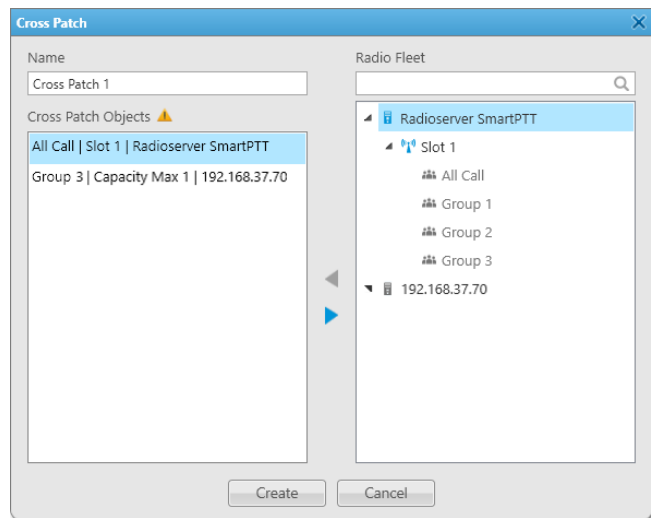 Cross Patch
Name
Cross Patch 1
Cross Patch Objects
All Call | Slot 1 | Radioserver SmartPTT
Group 3 | Capacity Max 1 | 192.168.37.70
Radio Fleet
Radioserver SmartPTT
Slot 1
All Call
Group 1
Group 2
Group 3
192.168.37.70
Create
Cancel